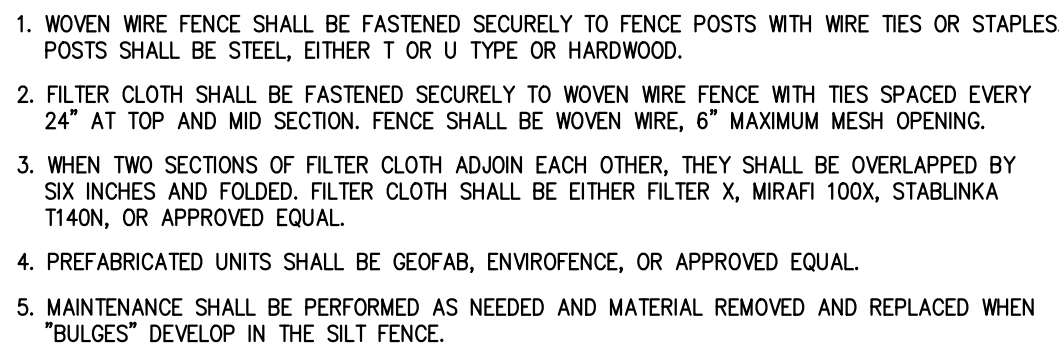 1. WOVEN WIRE FENCE SHALL BE FASTENED SECURELY TO FENCE POSTS WITH WIRE TIES OR STAPLES.
POSTS SHALL BE STEEL, EITHER T OR U TYPE OR HARDWOOD.
2. FILTER CLOTH SHALL BE FASTENED SECURELY TO WOVEN WIRE FENCE WITH TIES SPACED EVERY
24" AT TOP AND MID SECTION. FENCE SHALL BE WOVEN WIRE, 6" MAXIMUM MESH OPENING.
3. WHEN TWO SECTIONS OF FILTER CLOTH ADJOIN EACH OTHER, THEY SHALL BE OVERLAPPED BY
SIX INCHES AND FOLDED. FILTER CLOTH SHALL BE EITHER FILTER X, MIRAFI 100X, STABLINKA
T140N, OR APPROVED EQUAL.
4. PREFABRICATED UNITS SHALL BE GEOFAB, ENVIROFENCE, OR APPROVED EQUAL.
5. MAINTENANCE SHALL BE PERFORMED AS NEEDED AND MATERIAL REMOVED AND REPLACED WHEN
"BULGES" DEVELOP IN THE SILT FENCE.